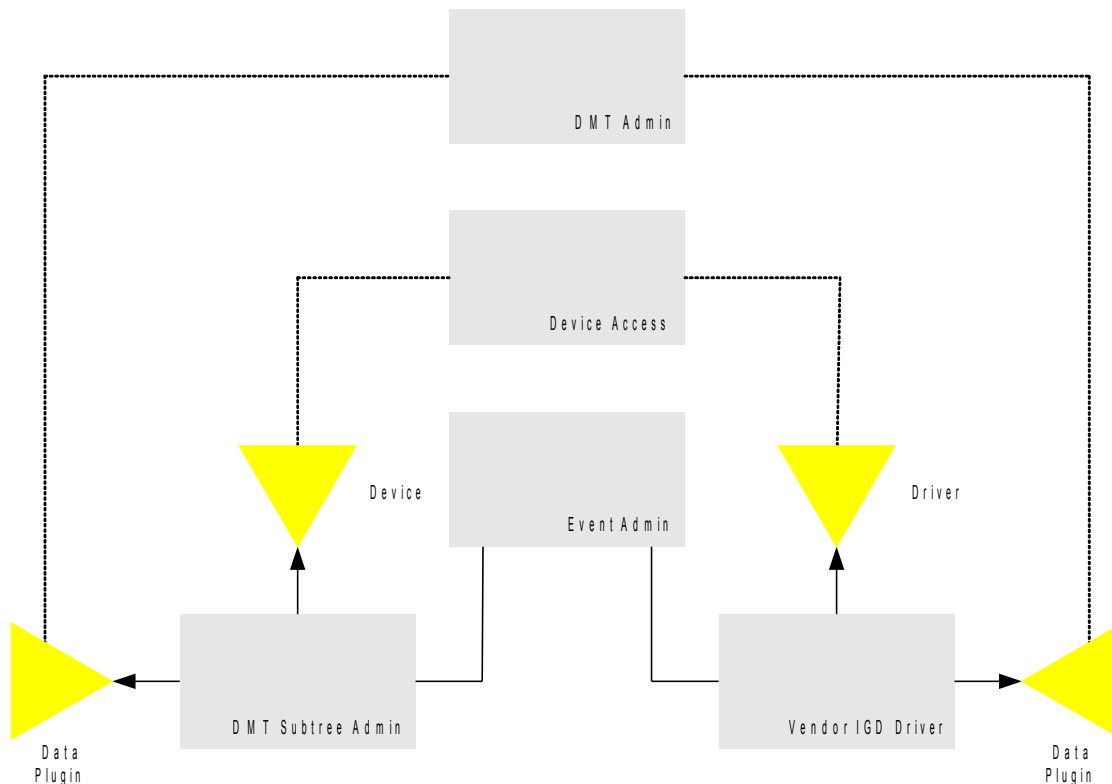 DMT Admin
Device Access
Device
Driver
Event Admin
DMT Subtree Admin
Vendor IGD Driver
Data
Plugin
Data
Plugin